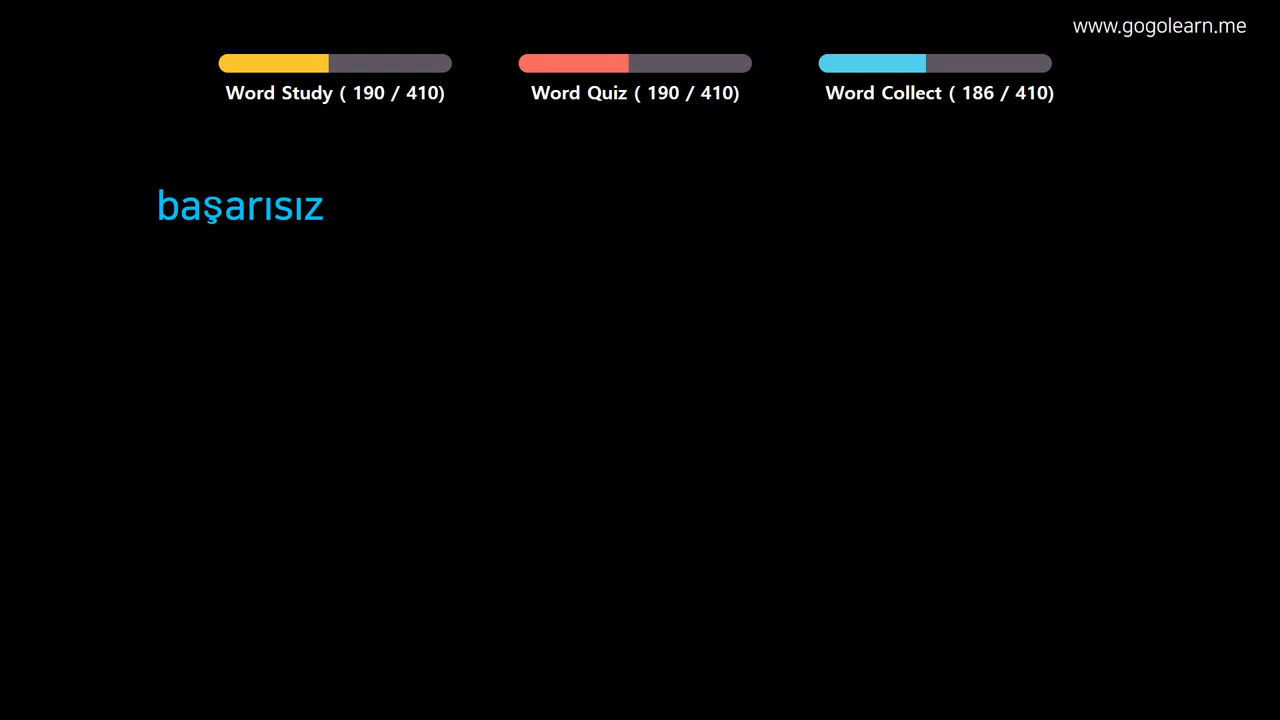 www.gogolearn.me
Word Study ( 190 / 410)
Word Quiz ( 190 / 410)
Word Collect ( 186 / 410)
başarısız